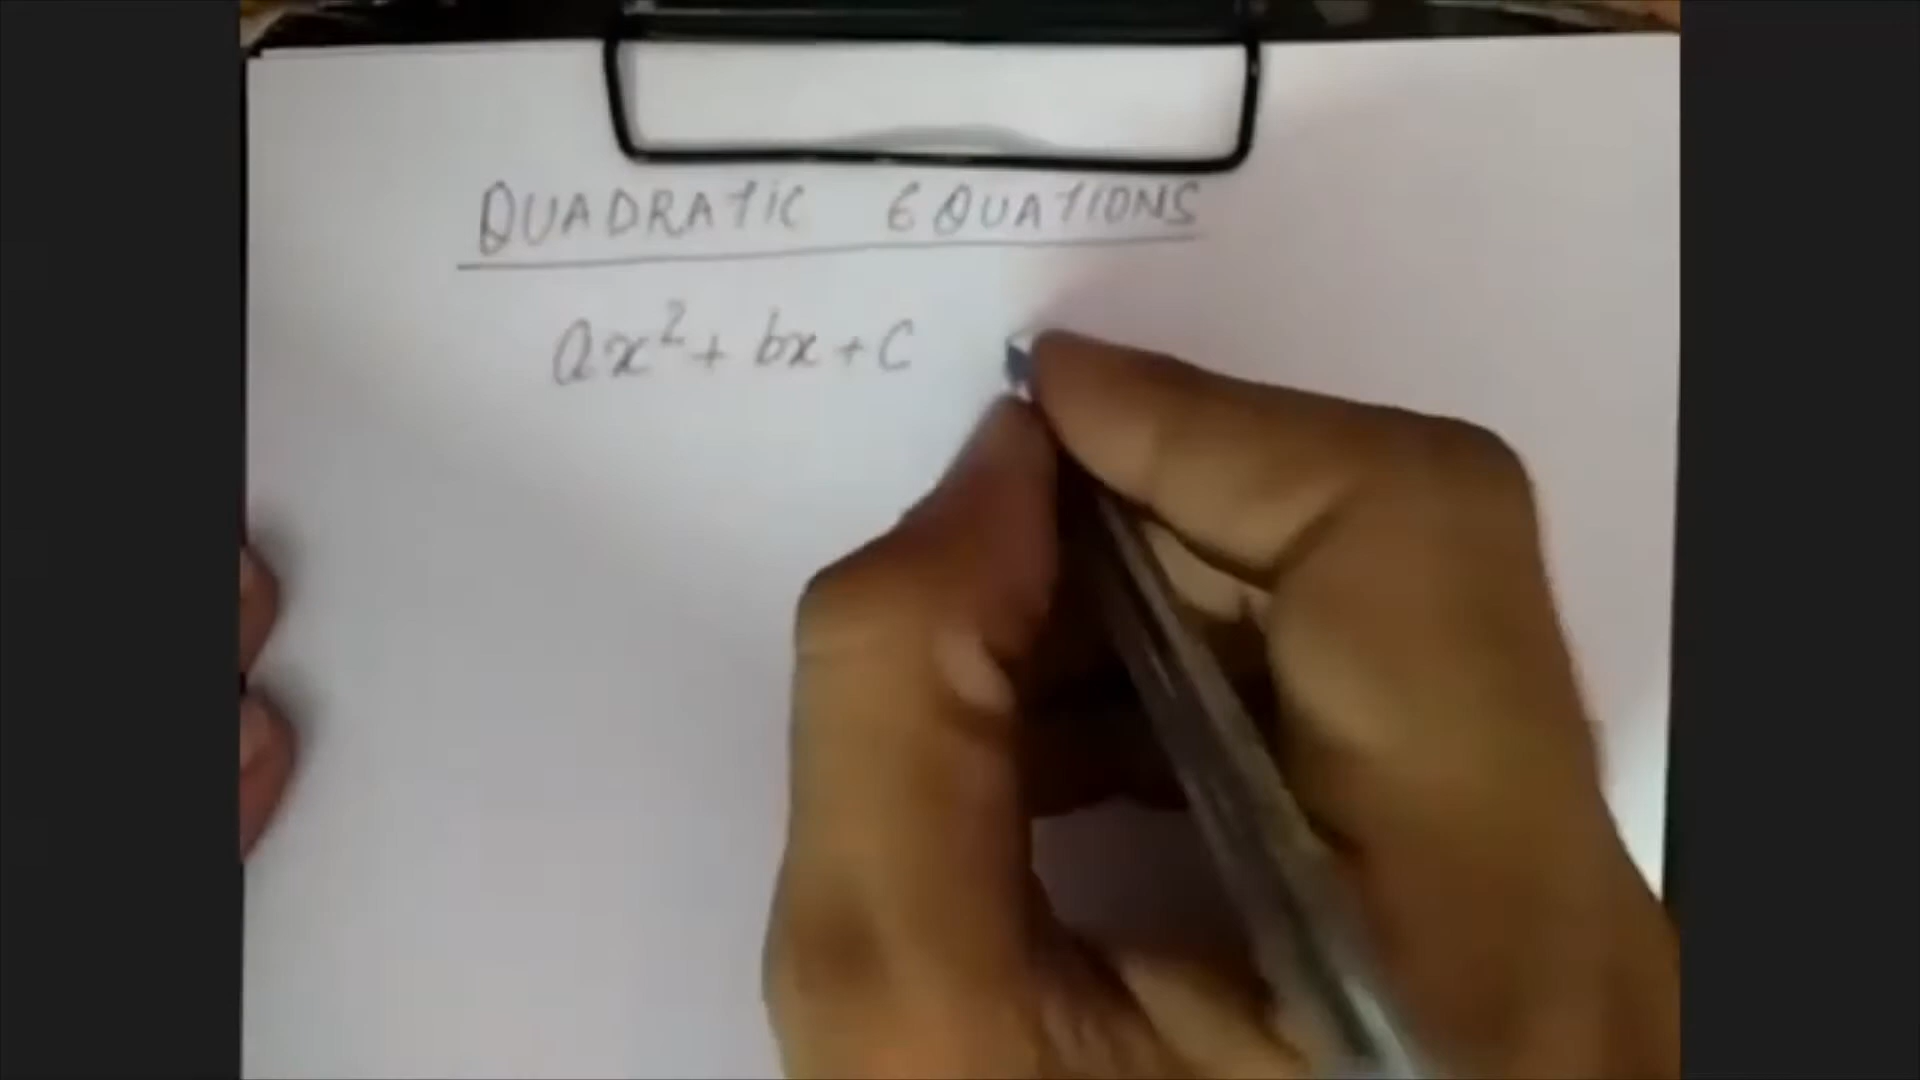 QUADRATIC EQUATIONS
ax² + bx + c